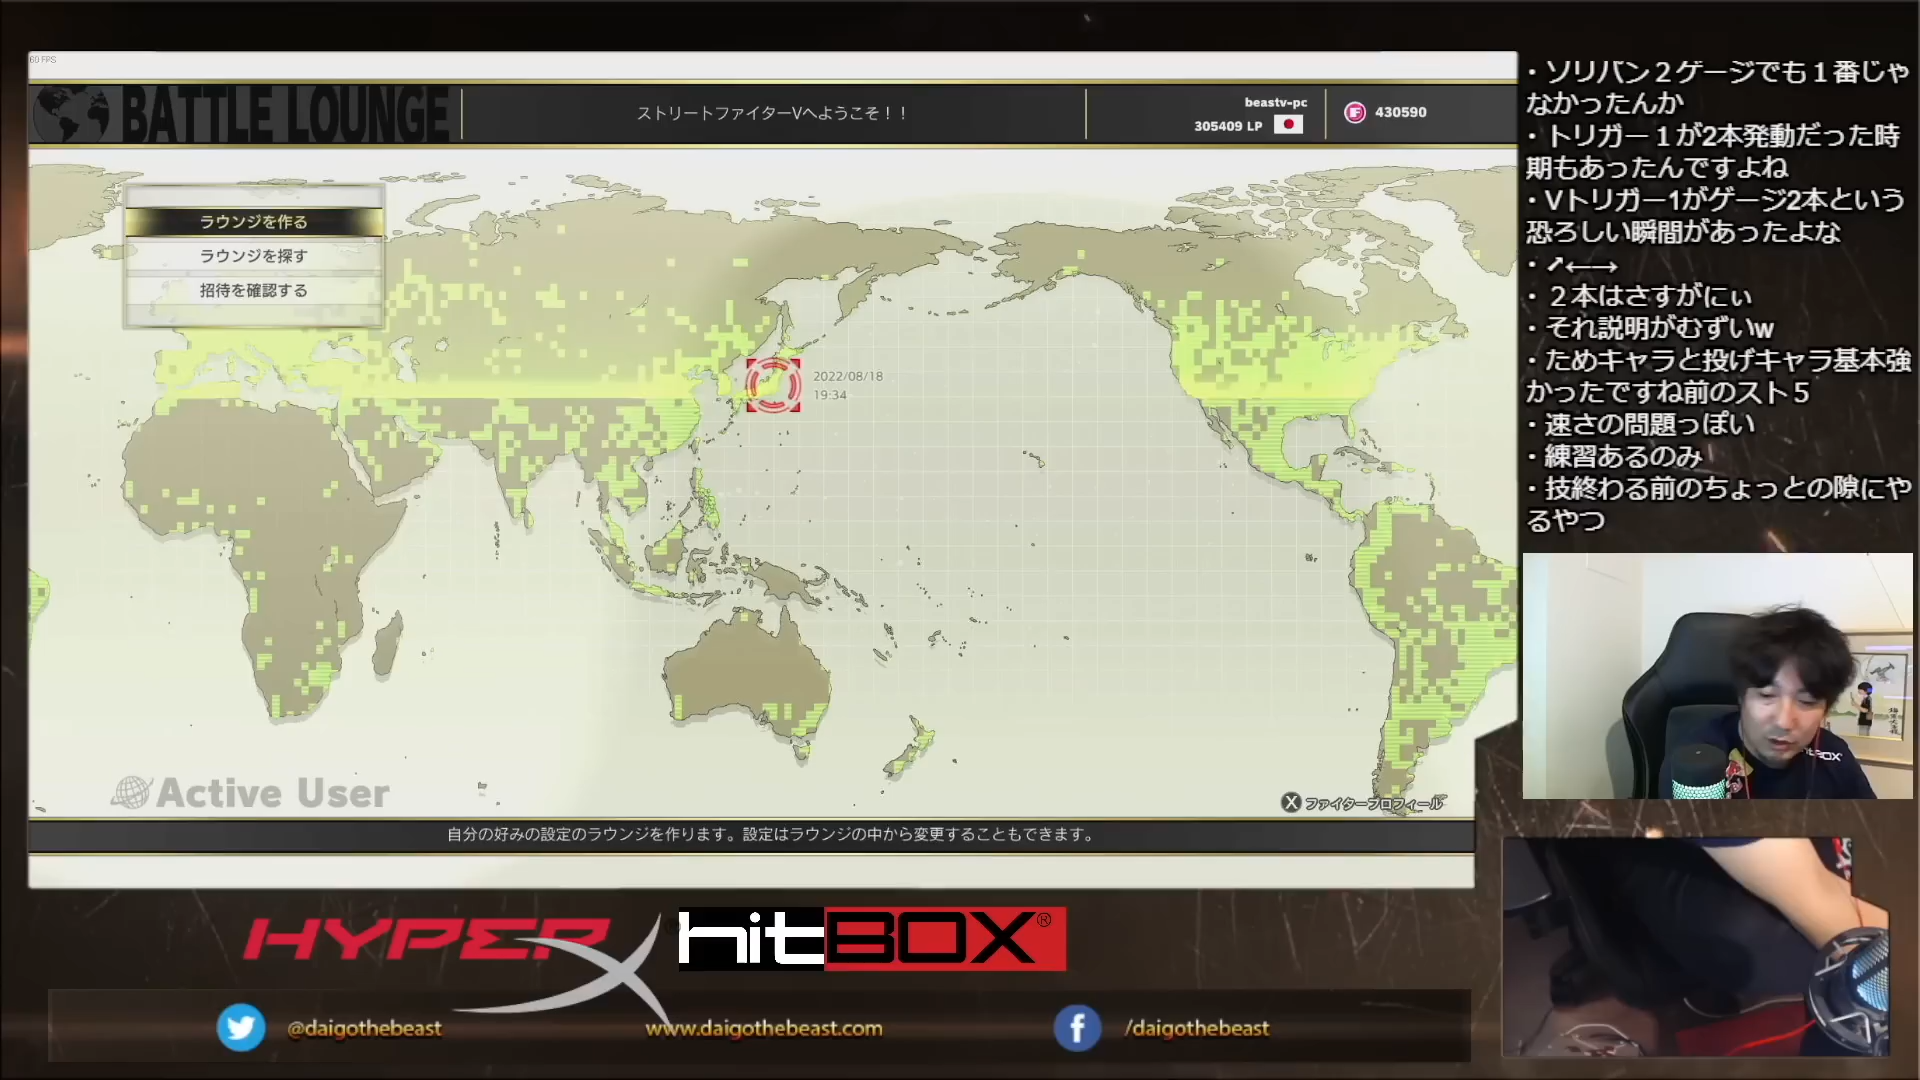 60 FPS
BATTLE LOUNGE
ストリートファイターVへようこそ！！
beastv-pc
305409 LP
430590
ラウンジを作る
ラウンジを探す
招待を確認する
2022/08/18
19:34
Active User
Ⓧ ファイタープロフィール
自分の好みの設定のラウンジを作ります。設定はラウンジの中から変更することもできます。
・ソリバン２ゲージでも１番じゃ
なかったんか
・トリガー１が2本発動だった時
期もあったんですよね
・Vトリガー1がゲージ2本という
恐ろしい瞬間があったよな
・↗←→
・２本はさすがにぃ
・それ説明がむずいw
・ためキャラと投げキャラ基本強
かったですね前のスト５
・速さの問題っぽい
・練習あるのみ
・技終わる前のちょっとの隙にや
るやつ
hitBOX
HYPERX
hitBOX®
@daigothebeast
www.daigothebeast.com
/daigothebeast